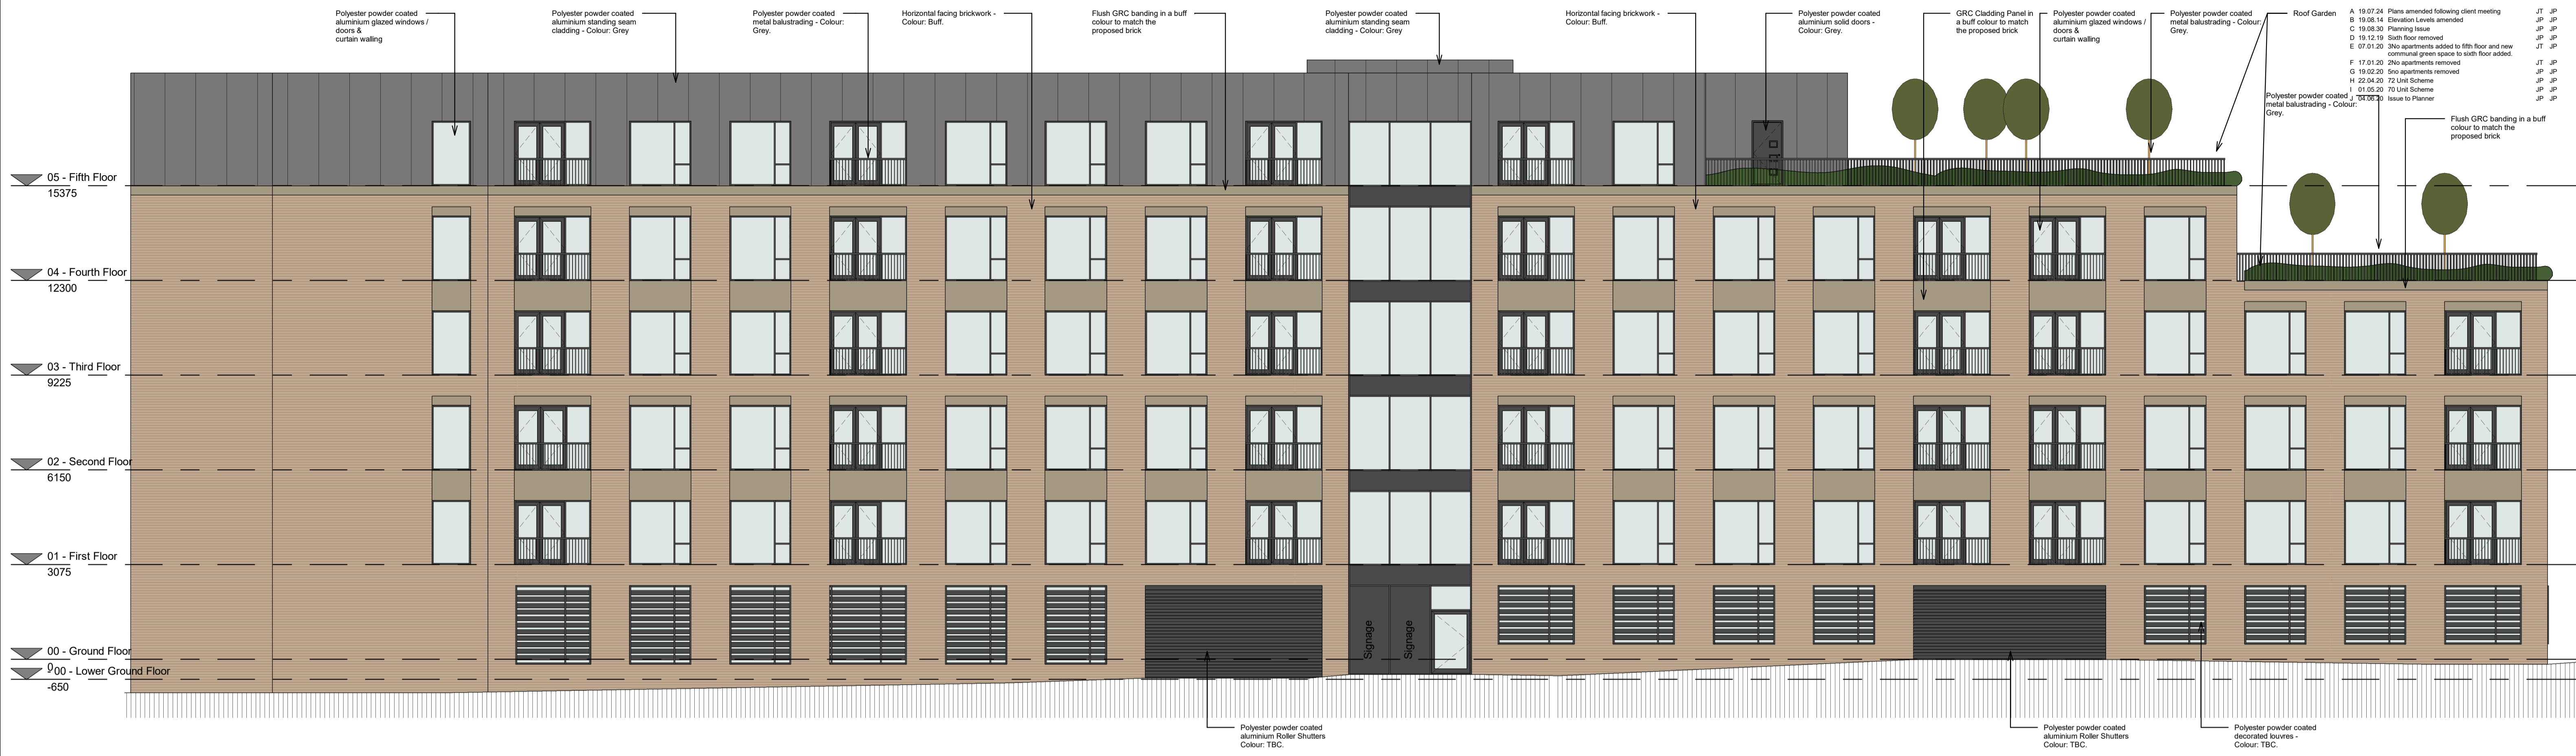 Polyester powder coated
aluminium glazed windows /
doors &
curtain walling
Polyester powder coated
aluminium standing seam
cladding - Colour: Grey
Polyester powder coated
metal balustrading - Colour:
Grey.
Horizontal facing brickwork -
Colour: Buff.
Flush GRC banding in a buff
colour to match the
proposed brick
Polyester powder coated
aluminium standing seam
cladding - Colour: Grey
Horizontal facing brickwork -
Colour: Buff.
Polyester powder coated
aluminium solid doors -
Colour: Grey.
GRC Cladding Panel in
a buff colour to match
the proposed brick
Polyester powder coated
aluminium glazed windows /
doors &
curtain walling
Polyester powder coated
metal balustrading - Colour:
Grey.
Roof Garden
A 19.07.24 Plans amended following client meeting JT JP
B 19.08.14 Elevation Levels amended JP JP
C 19.08.30 Planning Issue JP JP
D 19.12.19 Sixth floor removed JP JP
E 07.01.20 3No apartments added to fifth floor and new JT JP
communal green space to sixth floor added.
F 17.01.20 2No apartments removed JT JP
G 19.02.20 5no apartments removed JP JP
H 22.04.20 72 Unit Scheme JP JP
I 01.05.20 70 Unit Scheme JP JP
J 04.06.20 Issue to Planner JP JP
Polyester powder coated
metal balustrading - Colour:
Grey.
Flush GRC banding in a buff
colour to match the
proposed brick
05 - Fifth Floor
15375
04 - Fourth Floor
12300
03 - Third Floor
9225
02 - Second Floor
6150
01 - First Floor
3075
00 - Ground Floor
0
-00 - Lower Ground Floor
-650
Signage
Signage
Polyester powder coated
aluminium Roller Shutters
Colour: TBC.
Polyester powder coated
aluminium Roller Shutters
Colour: TBC.
Polyester powder coated
decorated louvres -
Colour: TBC.